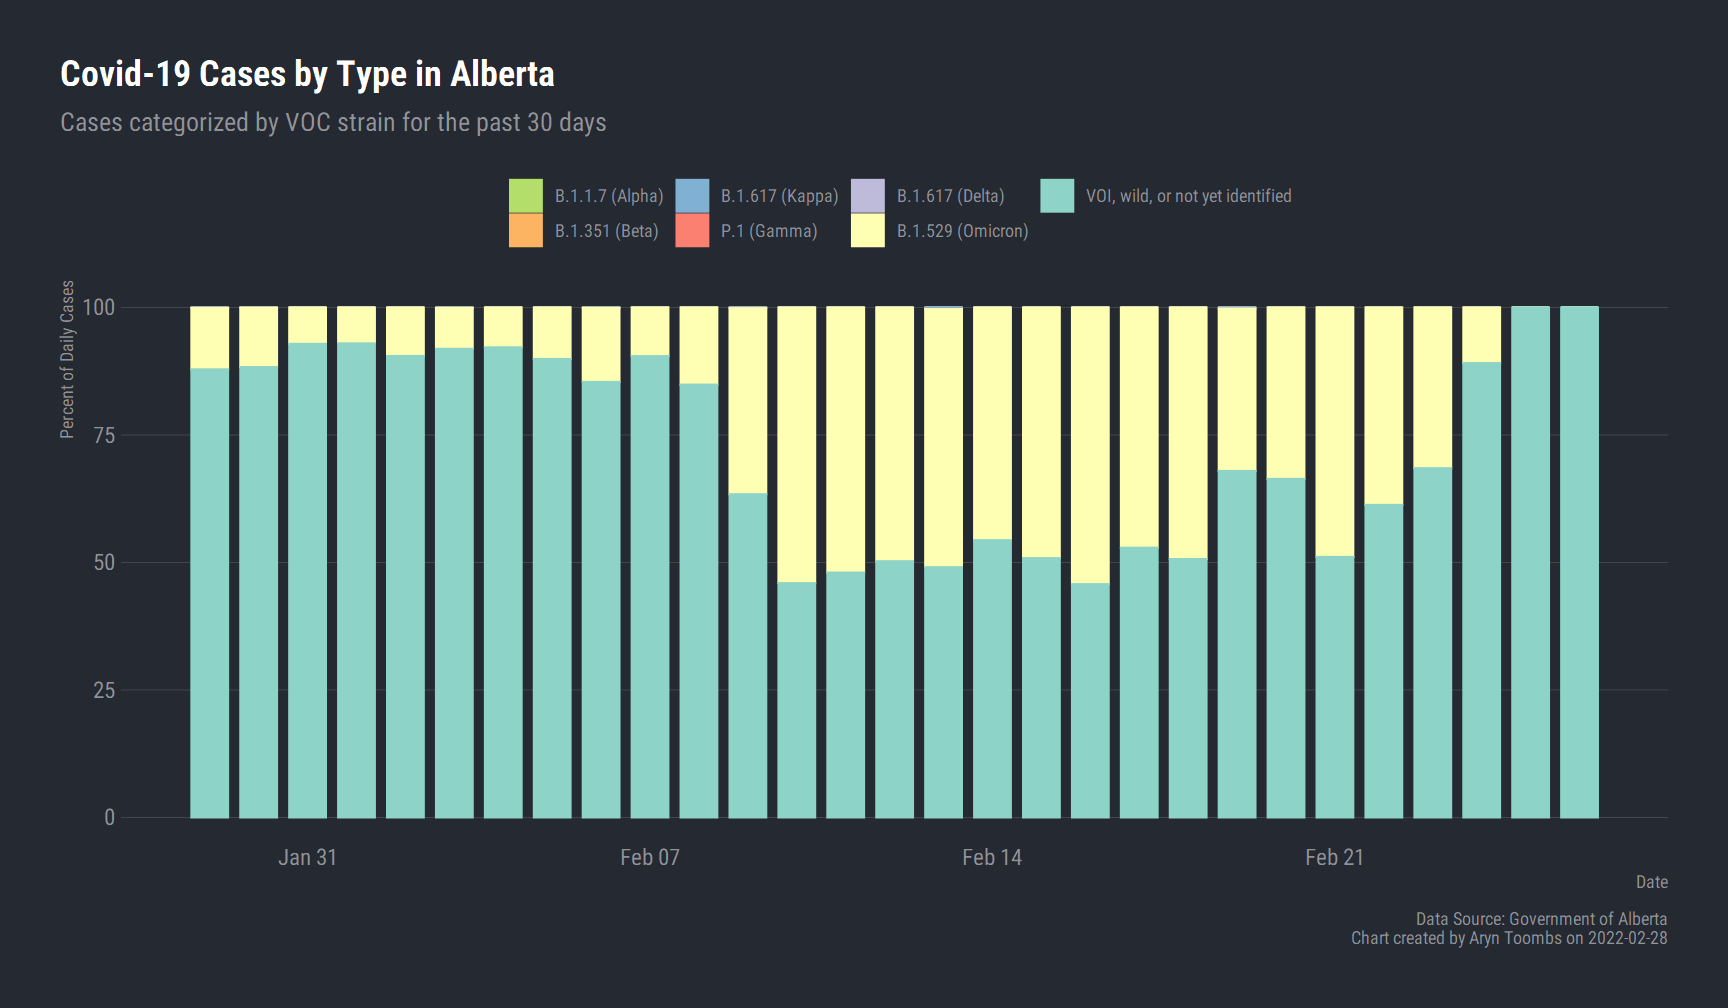 Covid-19 Cases by Type in Alberta
Cases categorized by VOC strain for the past 30 days
B.1.1.7 (Alpha) B.1.617 (Kappa) B.1.617 (Delta) VOI, wild, or not yet identified
B.1.351 (Beta) P.1 (Gamma) B.1.529 (Omicron)
Percent of Daily Cases
100
75
50
25
0
Jan 31 Feb 07 Feb 14 Feb 21
Date
Data Source: Government of Alberta
Chart created by Aryn Toombs on 2022-02-28